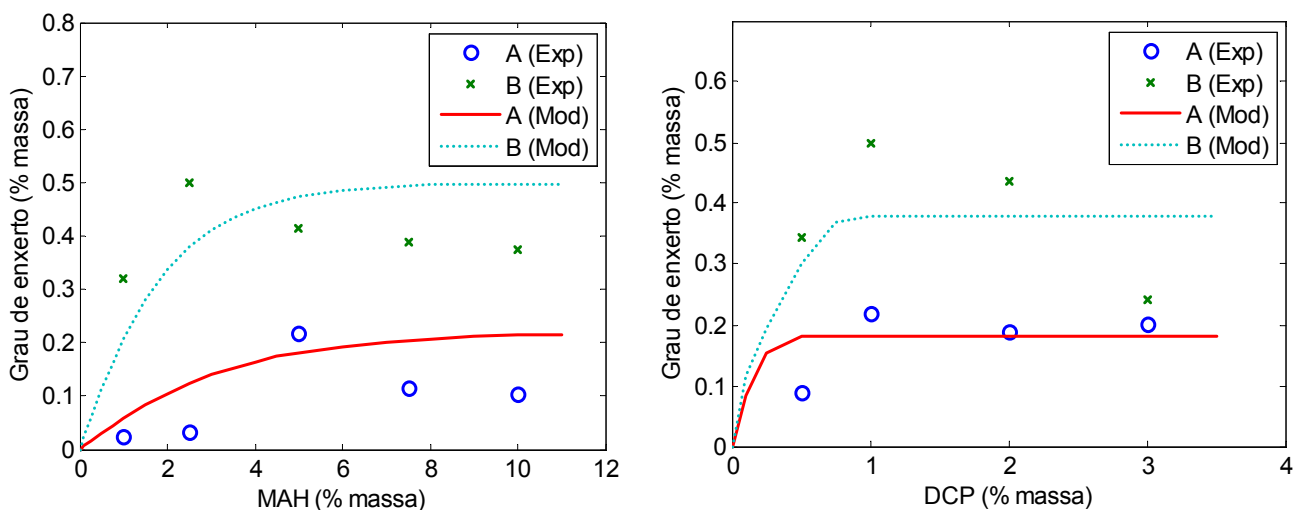 0.8
0.7
0.6
0.5
0.4
0.3
0.2
0.1
0
0 2 4 6 8 10 12
Grau de enxerto (% massa)
MAH (% massa)
A (Exp)
B (Exp)
A (Mod)
B (Mod)
0.6
0.5
0.4
0.3
0.2
0.1
0
0 1 2 3 4
Grau de enxerto (% massa)
DCP (% massa)
A (Exp)
B (Exp)
A (Mod)
B (Mod)